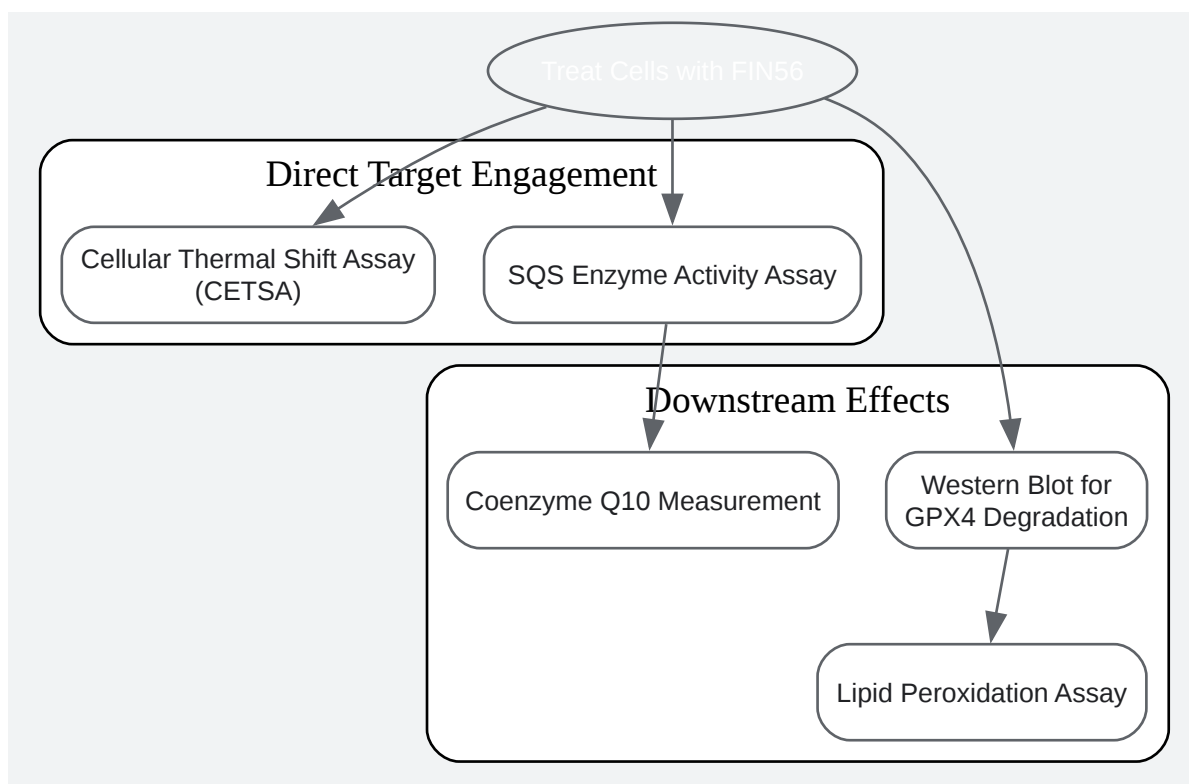 Treat Cells with FIN56
Direct Target Engagement
Cellular Thermal Shift Assay
(CETSA)
SQS Enzyme Activity Assay
Downstream Effects
Coenzyme Q10 Measurement
Western Blot for
GPX4 Degradation
Lipid Peroxidation Assay